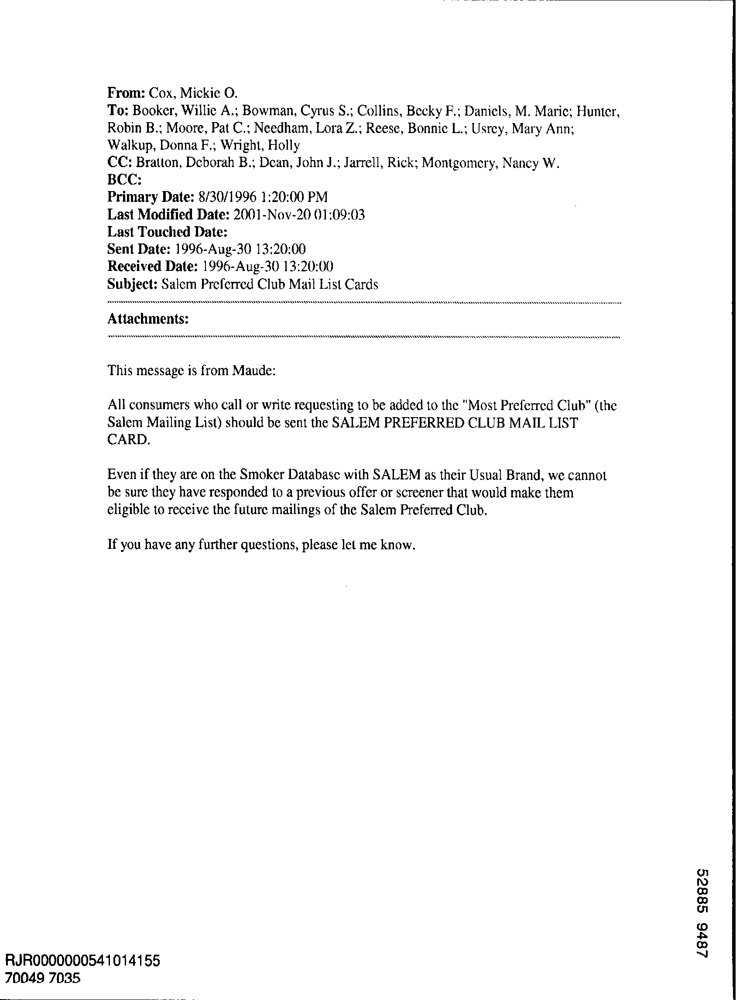 From: Cox, Mickie O.
To: Booker, Willie A.; Bowman, Cyrus S.; Collins, Becky F.; Daniels, M. Marie; Hunter,
Robin B.; Moore, Pat C.; Needham, Lora Z.; Reese, Bonnie L.; Usrey, Mary Ann;
Walkup, Donna F.; Wright, Holly
CC: Bratton, Deborah B.; Dean, John J.; Jarrell, Rick; Montgomery, Nancy W.
BCC:
Primary Date: 8/30/1996 1:20:00 PM
Last Modified Date: 2001-Nov-20 01:09:03
Last Touched Date:
Sent Date: 1996-Aug-30 13:20:00
Received Date: 1996-Aug-30 13:20:00
Subject: Salem Preferred Club Mail List Cards
Attachments:
This message is from Maude:
All consumers who call or write requesting to be added to the "Most Preferred Club" (the
Salem Mailing List) should be sent the SALEM PREFERRED CLUB MAIL LIST
CARD.
Even if they are on the Smoker Database with SALEM as their Usual Brand, we cannot
be sure they have responded to a previous offer or screener that would make them
eligible to receive the future mailings of the Salem Preferred Club.
If you have any further questions, please let me know.
52885 9487
RJR0000000541014155
70049 7035